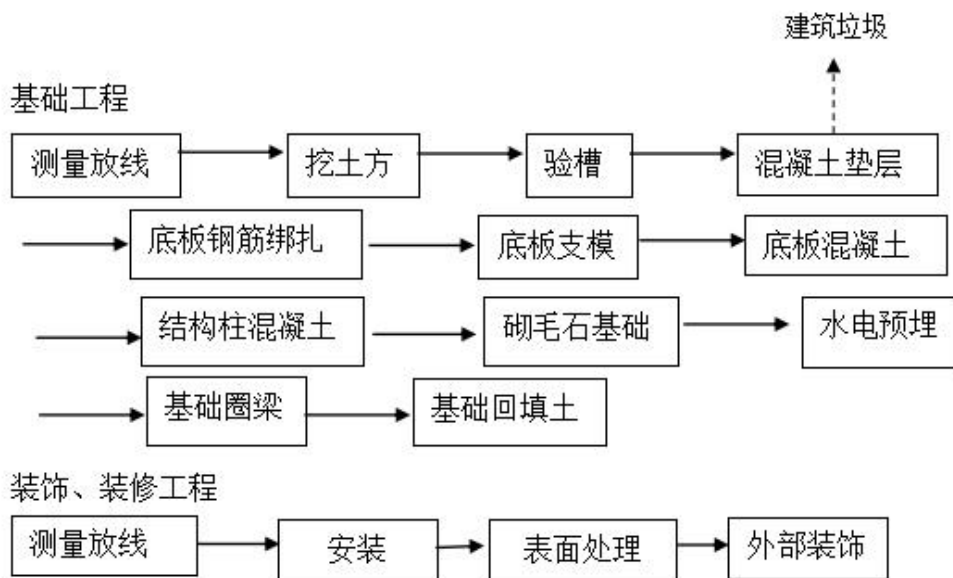 建筑垃圾
基础工程
测量放线 挖土方 验槽 混凝土垫层
底板钢筋绑扎 底板支模 底板混凝土
结构柱混凝土 砌毛石基础 水电预埋
基础圈梁 基础回填土
装饰、装修工程
测量放线 安装 表面处理 外部装饰